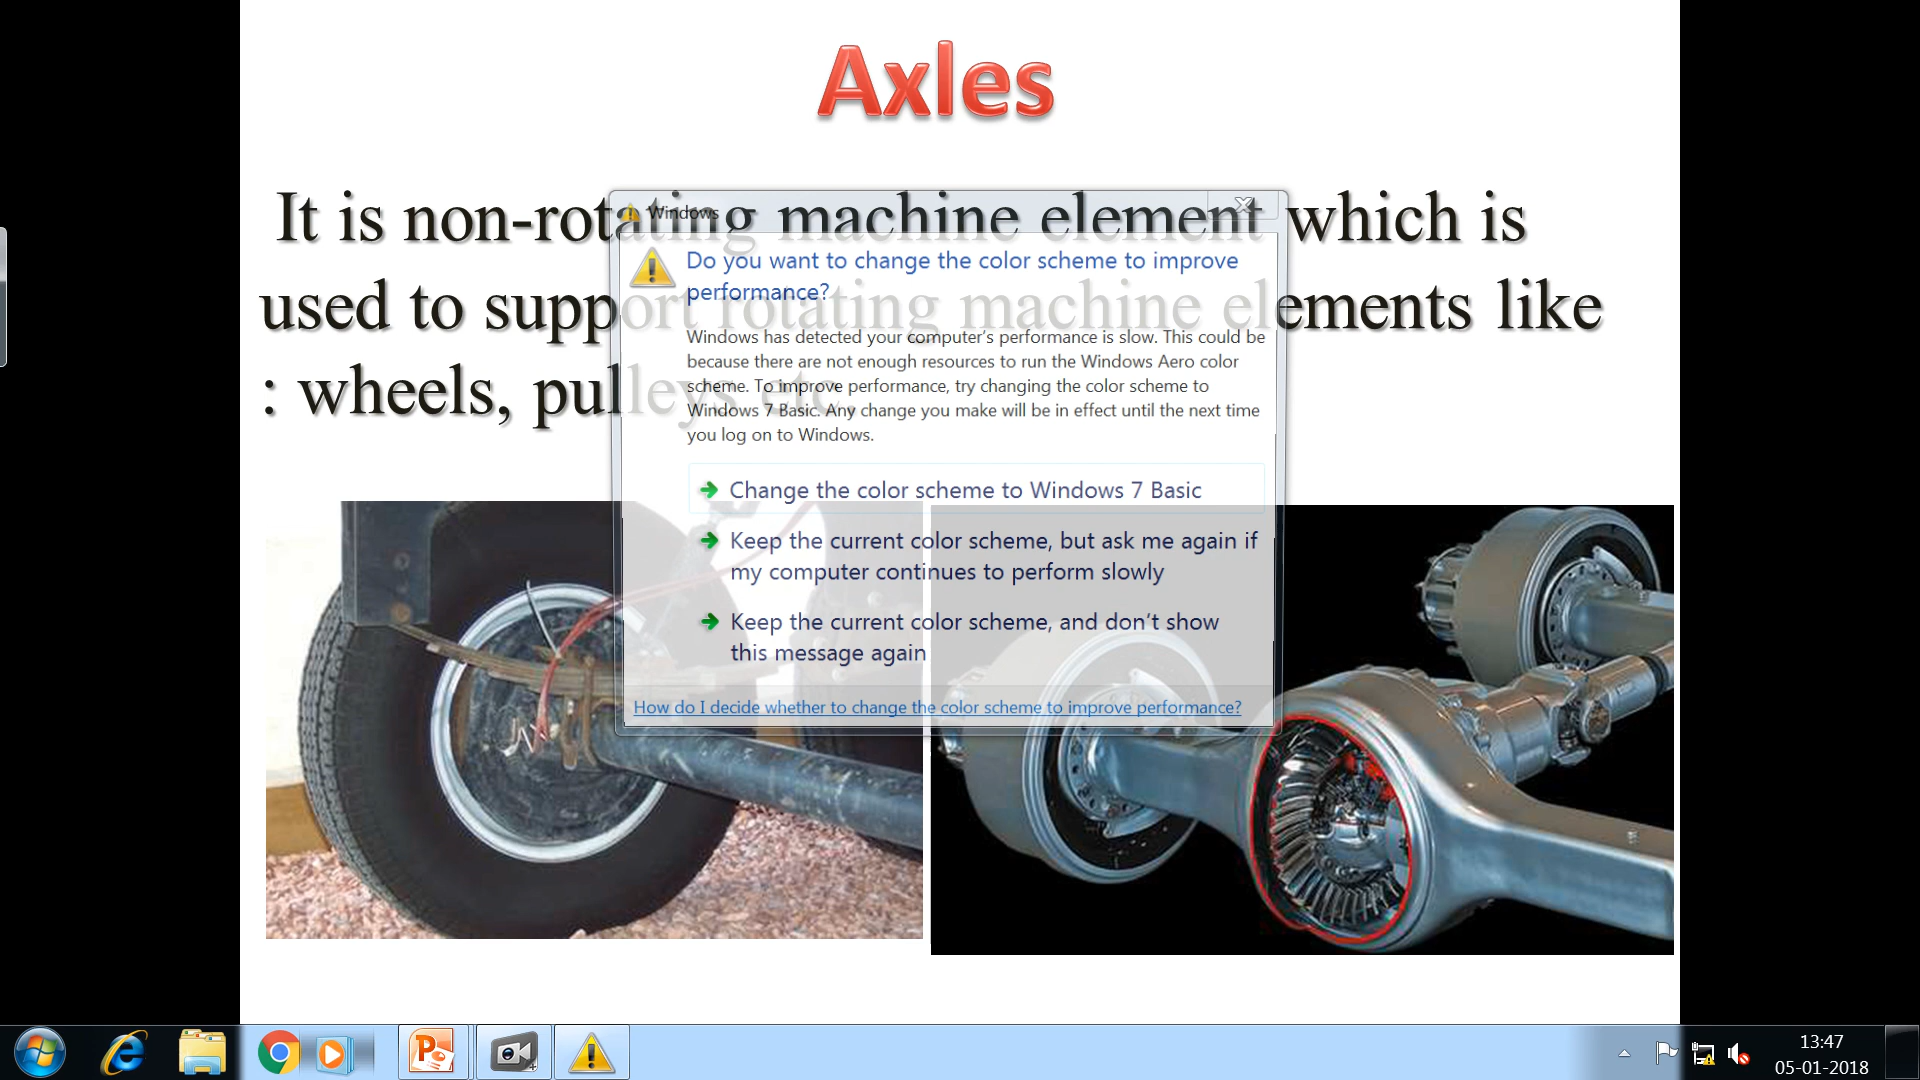 Axles
It is non-rotating machine element which is
used to support rotating machine elements like
: wheels, pulleys etc.
Windows
Do you want to change the color scheme to improve
performance?
Windows has detected your computer's performance is slow. This could be
because there are not enough resources to run the Windows Aero color
scheme. To improve performance, try changing the color scheme to
Windows 7 Basic. Any change you make will be in effect until the next time
you log on to Windows.
Change the color scheme to Windows 7 Basic
Keep the current color scheme, but ask me again if
my computer continues to perform slowly
Keep the current color scheme, and don't show
this message again
How do I decide whether to change the color scheme to improve performance?
13:47
05-01-2018